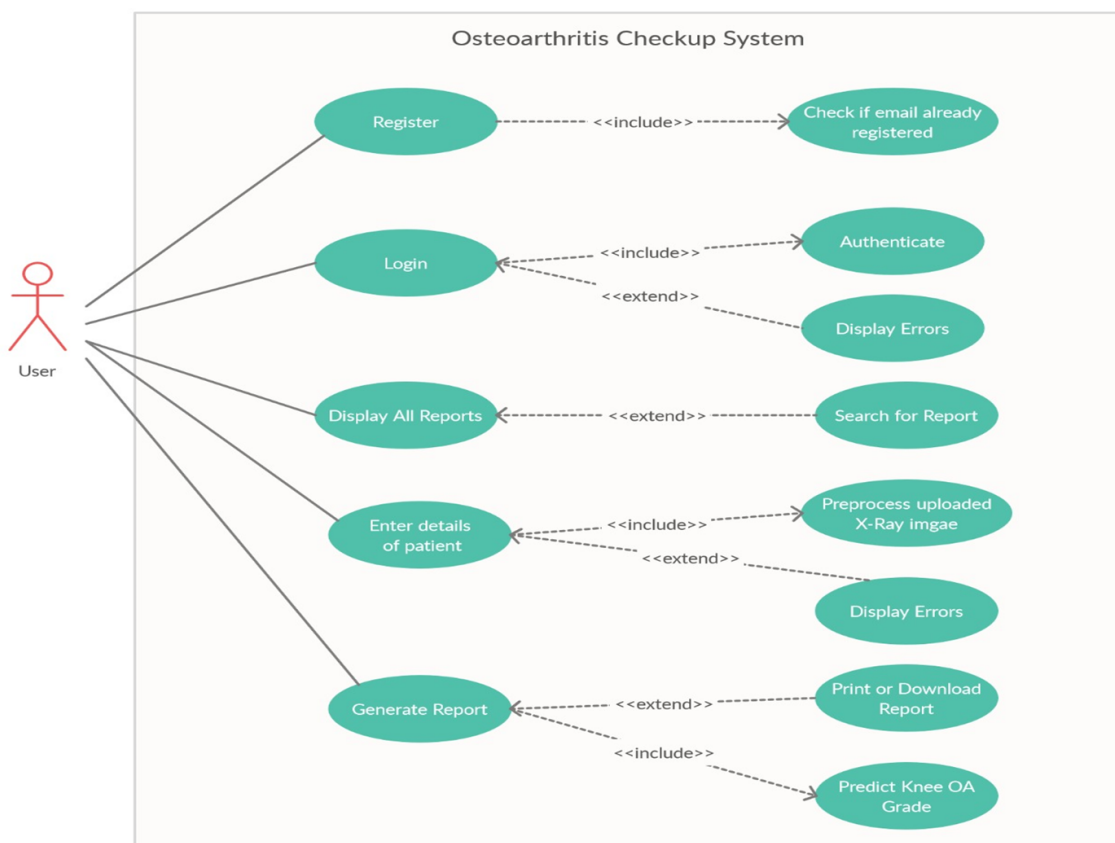 Osteoarthritis Checkup System
Register
<<include>>
Check if email already
registered
Login
<<include>>
Authenticate
<<extend>>
Display Errors
User
Display All Reports
<<extend>>
Search for Report
Enter details
of patient
<<include>>
Preprocess uploaded
X-Ray imgae
<<extend>>
Display Errors
Generate Report
<<extend>>
Print or Download
Report
<<include>>
Predict Knee OA
Grade